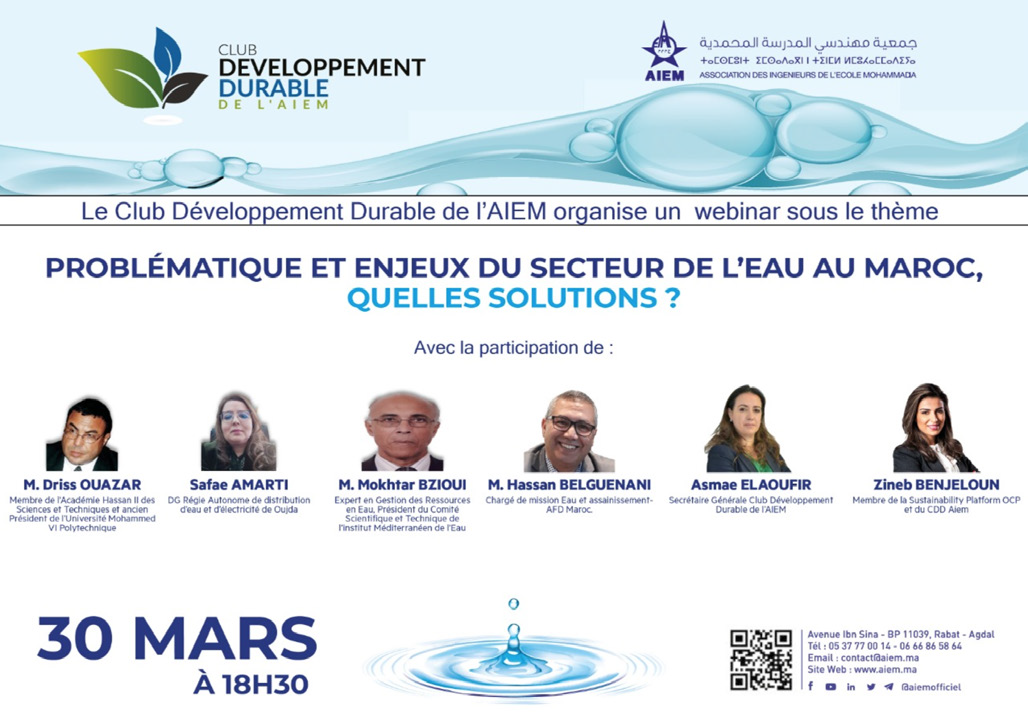 CLUB
DEVELOPPEMENT
DURABLE
DE L'AIEM
AIEM
جمعية مهندسي المدرسة المحمدية
ASSOCIATION DES INGENIEURS DE L'ECOLE MOHAMMADIA
Le Club Développement Durable de l'AIEM organise un webinar sous le thème
PROBLÉMATIQUE ET ENJEUX DU SECTEUR DE L'EAU AU MAROC,
QUELLES SOLUTIONS ?
Avec la participation de :
M. Driss OUAZAR
Membre de l'Académie Hassan II des
Sciences et Techniques et ancien
Président de l'Université Mohammed
VI Polytechnique
Safae AMARTI
DG Régie Autonome de distribution
d'eau et d'électricité de Oujda
M. Mokhtar BZIOUI
Expert en Gestion des Ressources
en Eau, Président du Comité
Scientifique et Technique de
l'Institut Méditerranéen de l'Eau
M. Hassan BELGUENANI
Chargé de mission Eau et assainissement-
AFD Maroc.
Asmae ELAOUFIR
Secrétaire Générale Club Développement
Durable de l'AIEM
Zineb BENJELOUN
Membre de la Sustainability Platform OCP
et du CDD Aiem
30 MARS
À 18H30
Avenue Ibn Sina - BP 11039, Rabat - Agdal
Tél : 05 37 77 00 14 - 06 66 86 58 64
Email : contact@aiem.ma
Site Web : www.aiem.ma
@aiemofficiel